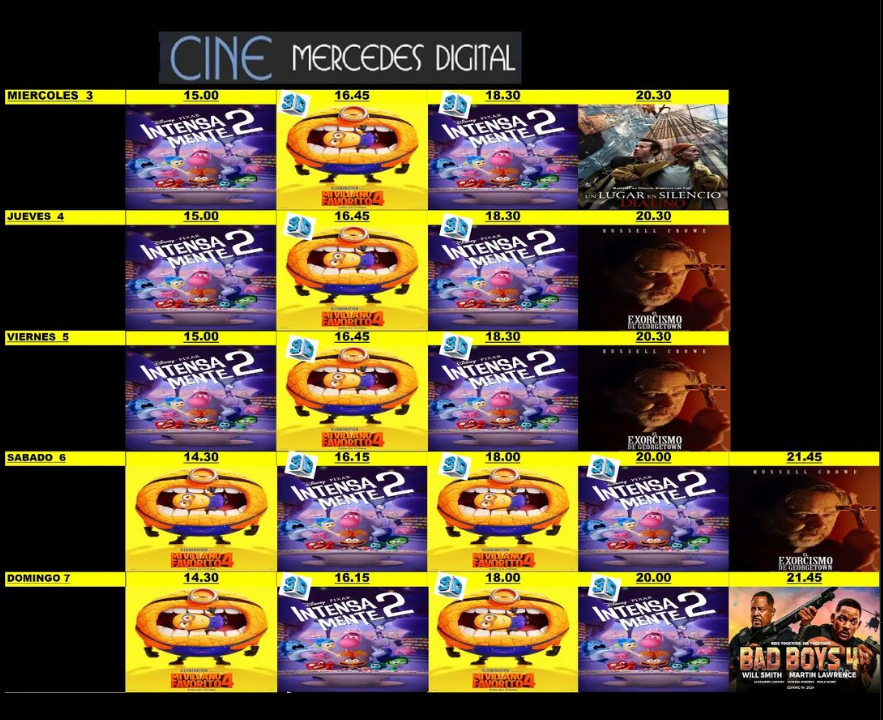 CINE MERCEDES DIGITAL
MIERCOLES 3 15.00 16.45 18.30 20.30
3D 3D
Disney PIXAR INTENSA MENTE 2
ILLUMINATION MI VILLANO FAVORITO 4
Disney PIXAR INTENSA MENTE 2
UN LUGAR EN SILENCIO DIA UNO
JUEVES 4 15.00 16.45 18.30 20.30
3D 3D
Disney PIXAR INTENSA MENTE 2
ILLUMINATION MI VILLANO FAVORITO 4
Disney PIXAR INTENSA MENTE 2
RUSSELL CROWE
EL EXORCISMO DE GEORGETOWN
VIERNES 5 15.00 16.45 18.30 20.30
3D 3D
Disney PIXAR INTENSA MENTE 2
ILLUMINATION MI VILLANO FAVORITO 4
Disney PIXAR INTENSA MENTE 2
RUSSELL CROWE
EL EXORCISMO DE GEORGETOWN
SABADO 6 14.30 16.15 18.00 20.00 21.45
3D 3D 3D
ILLUMINATION MI VILLANO FAVORITO 4
Disney PIXAR INTENSA MENTE 2
ILLUMINATION MI VILLANO FAVORITO 4
Disney PIXAR INTENSA MENTE 2
RUSSELL CROWE
EL EXORCISMO DE GEORGETOWN
DOMINGO 7 14.30 16.15 18.00 20.00 21.45
3D 3D 3D
ILLUMINATION MI VILLANO FAVORITO 4
Disney PIXAR INTENSA MENTE 2
ILLUMINATION MI VILLANO FAVORITO 4
Disney PIXAR INTENSA MENTE 2
RIDE TOGETHER. DIE TOGETHER.
BAD BOYS 4
WILL SMITH MARTIN LAWRENCE